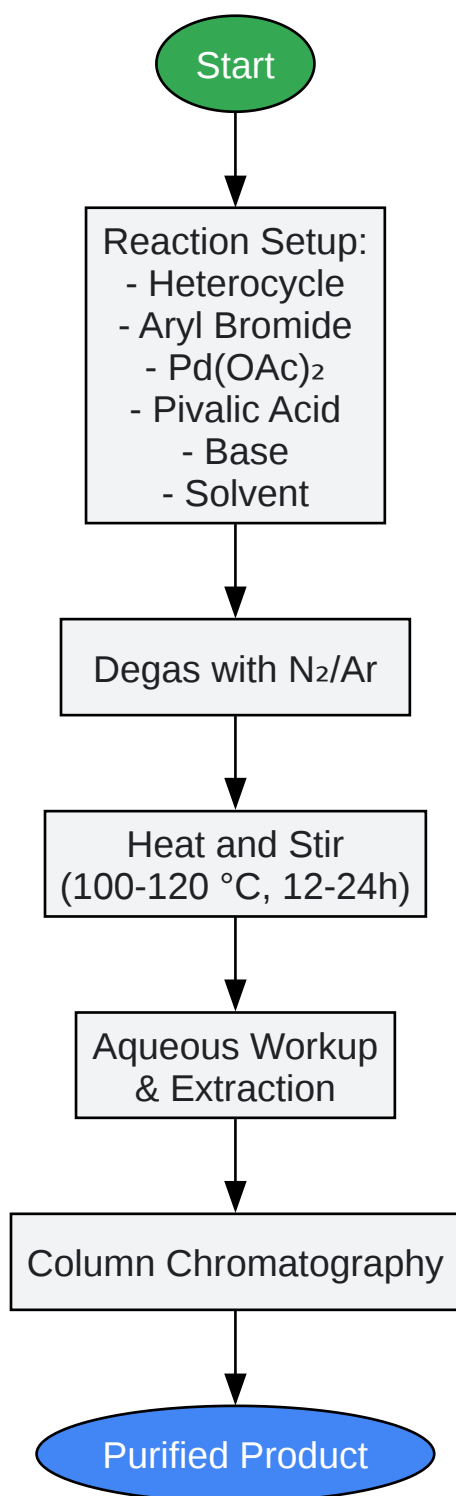 Start
Reaction Setup:
- Heterocycle
- Aryl Bromide
- Pd(OAc)₂
- Pivalic Acid
- Base
- Solvent
Degas with N₂/Ar
Heat and Stir
(100-120 °C, 12-24h)
Aqueous Workup
& Extraction
Column Chromatography
Purified Product